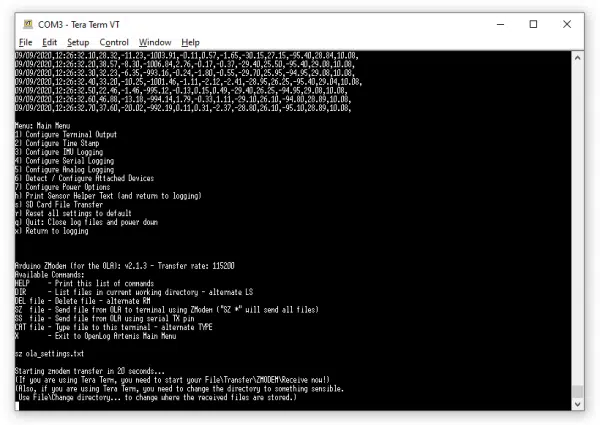 COM3 - Tera Term VT
File Edit Setup Control Window Help
09/09/2020,12:26:32.10,28.32,-11.23,-1003.91,-0.11,0.57,-1.65,-30.15,27.15,-95.40,28.84,10.08,
09/09/2020,12:26:32.20,38.57,-8.30,-1006.84,2.76,-0.17,-0.37,-29.40,25.50,-95.40,29.08,10.08,
09/09/2020,12:26:32.30,32.23,-6.35,-993.16,-0.24,-1.80,-0.55,-29.70,25.95,-94.95,29.08,10.08,
09/09/2020,12:26:32.40,33.20,-10.25,-1001.46,-1.11,-2.12,-2.41,-28.95,26.25,-95.40,29.04,10.08,
09/09/2020,12:26:32.50,22.46,-1.46,-995.12,-0.13,0.15,0.49,-29.40,26.25,-94.95,29.08,10.08,
09/09/2020,12:26:32.60,46.88,-13.18,-994.14,1.79,-0.33,1.11,-29.10,26.10,-94.80,28.89,10.08,
09/09/2020,12:26:32.70,37.60,-20.02,-992.19,0.11,0.31,-2.37,-28.80,26.10,-95.10,28.89,10.08,
Menu: Main Menu
1) Configure Terminal Output
2) Configure Time Stamp
3) Configure IMU Logging
4) Configure Serial Logging
5) Configure Analog Logging
6) Detect / Configure Attached Devices
7) Configure Power Options
h) Print Sensor Helper Text (and return to logging)
s) SD Card File Transfer
r) Reset all settings to default
q) Quit: Close log files and power down
x) Return to logging
Arduino ZModem (for the OLA): v2.1.3 - Transfer rate: 115200
Available Commands:
HELP - Print this list of commands
DIR - List files in current working directory - alternate LS
DEL file - Delete file - alternate RM
SZ file - Send file from OLA to terminal using ZModem ("SZ *" will send all files)
SS file - Send file from OLA using serial TX pin
CAT file - Type file to this terminal - alternate TYPE
X - Exit to OpenLog Artemis Main Menu
sz ola_settings.txt
Starting zmodem transfer in 20 seconds...
(If you are using Tera Term, you need to start your File\Transfer\ZMODEM\Receive now!)
(Also, if you are using Tera Term, you need to change the directory to something sensible.
Use File\Change directory... to change where the received files are stored.)